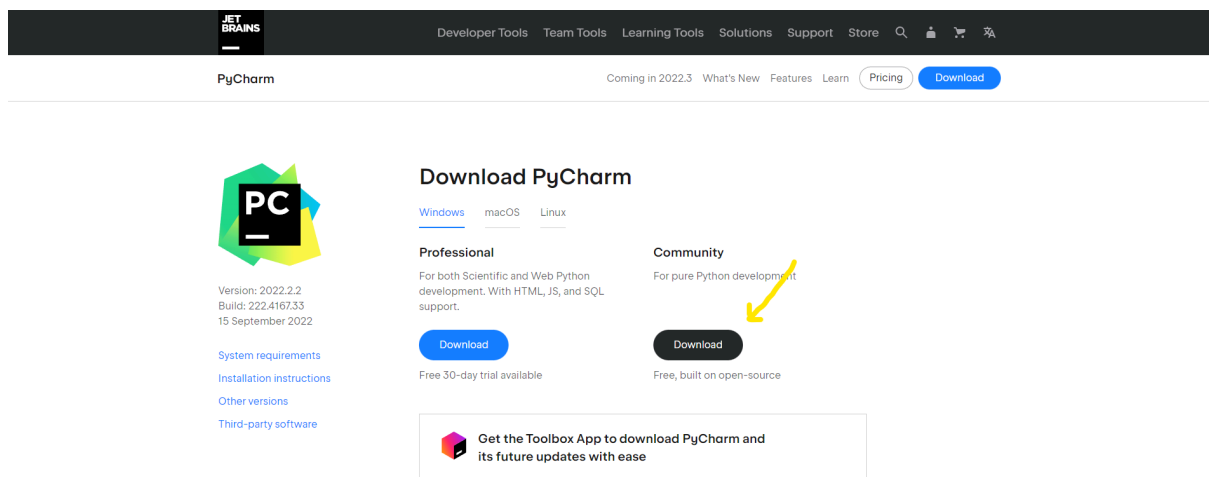 JET
BRAINS
Developer Tools Team Tools Learning Tools Solutions Support Store
PyCharm
Coming in 2022.3 What's New Features Learn Pricing Download
PC
Version: 2022.2.2
Build: 222.4167.33
15 September 2022
System requirements
Installation instructions
Other versions
Third-party software
Download PyCharm
Windows macOS Linux
Professional
For both Scientific and Web Python
development. With HTML, JS, and SQL
support.
Download
Free 30-day trial available
Community
For pure Python development
Download
Free, built on open-source
Get the Toolbox App to download PyCharm and
its future updates with ease